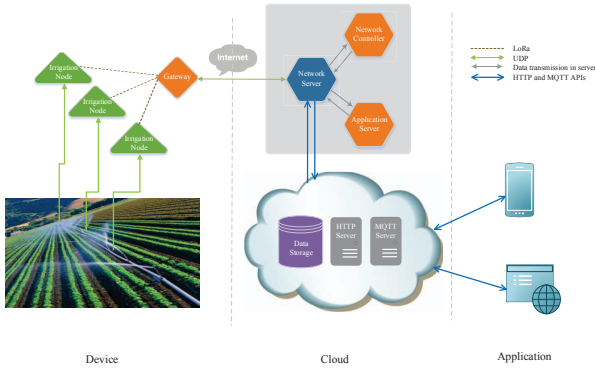 Irrigation
Node
Irrigation
Node
Irrigation
Node
Gateway
Internet
Network
Controller
Network
Server
Application
Server
LoRa
UDP
Data transmission in server
HTTP and MQTT APIs
Data
Storage
HTTP
Server
MQTT
Server
Device
Cloud
Application